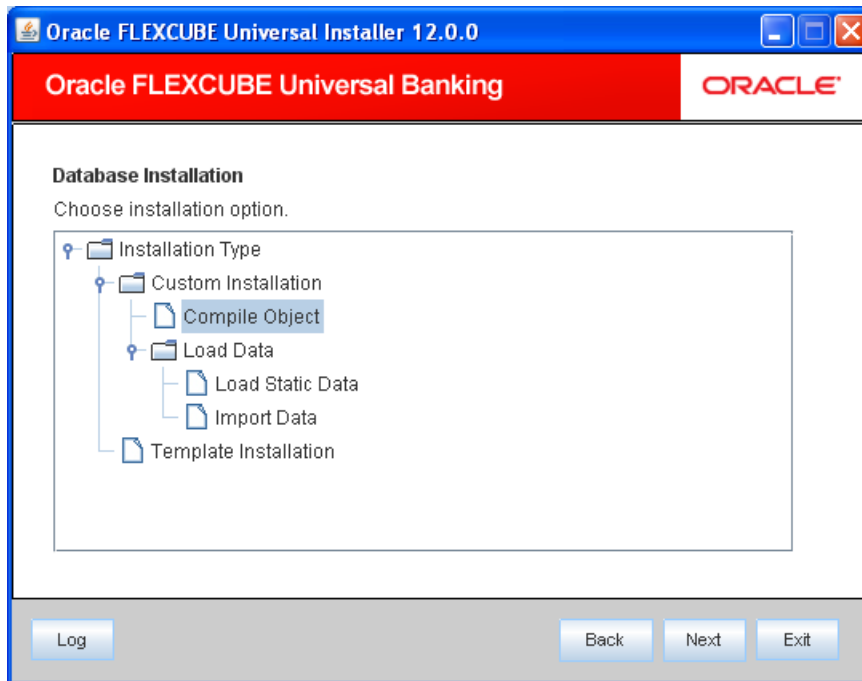 Oracle FLEXCUBE Universal Installer 12.0.0
Oracle FLEXCUBE Universal Banking
ORACLE®
Database Installation
Choose installation option.
Installation Type
Custom Installation
Compile Object
Load Data
Load Static Data
Import Data
Template Installation
Log
Back
Next
Exit